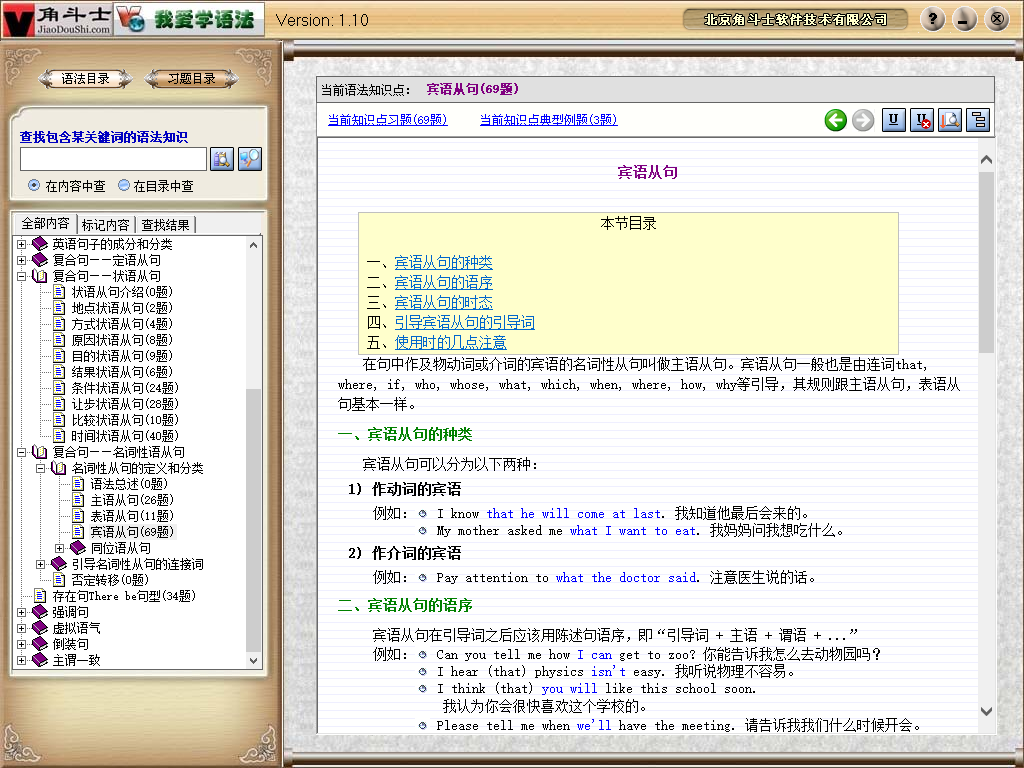 角斗士
JiaoDouShi.com
我爱学语法
Version: 1.10
北京角斗士软件技术有限公司
语法目录
习题目录
查找包含某关键词的语法知识
在内容中查
在目录中查
全部内容
标记内容
查找结果
英语句子的成分和分类
复合句——定语从句
复合句——状语从句
状语从句介绍(0题)
地点状语从句(2题)
方式状语从句(4题)
原因状语从句(8题)
目的状语从句(9题)
结果状语从句(6题)
条件状语从句(24题)
让步状语从句(28题)
比较状语从句(10题)
时间状语从句(40题)
复合句——名词性语从句
名词性从句的定义和分类
语法总述(0题)
主语从句(26题)
表语从句(11题)
宾语从句(69题)
同位语从句
引导名词性从句的连接词
否定转移(0题)
存在句There be句型(34题)
强调句
虚拟语气
倒装句
主谓一致
当前语法知识点： 宾语从句(69题)
当前知识点习题(69题)
当前知识点典型例题(3题)
宾语从句
本节目录
一、宾语从句的种类
二、宾语从句的语序
三、宾语从句的时态
四、引导宾语从句的引导词
五、使用时的几点注意
在句中作及物动词或介词的宾语的名词性从句叫做主语从句。宾语从句一般也是由连词that,
where, if, who, whose, what, which, when, where, how, why等引导，其规则跟主语从句，表语从
句基本一样。
一、宾语从句的种类
宾语从句可以分为以下两种：
1) 作动词的宾语
例如： I know that he will come at last. 我知道他最后会来的。
My mother asked me what I want to eat. 我妈妈问我想吃什么。
2) 作介词的宾语
例如： Pay attention to what the doctor said. 注意医生说的话。
二、宾语从句的语序
宾语从句在引导词之后应该用陈述句语序，即“引导词 + 主语 + 谓语 + ...”
例如： Can you tell me how I can get to zoo? 你能告诉我怎么去动物园吗？
I hear (that) physics isn't easy. 我听说物理不容易。
I think (that) you will like this school soon.
我认为你会很快喜欢这个学校的。
Please tell me when we'll have the meeting. 请告诉我我们什么时候开会。